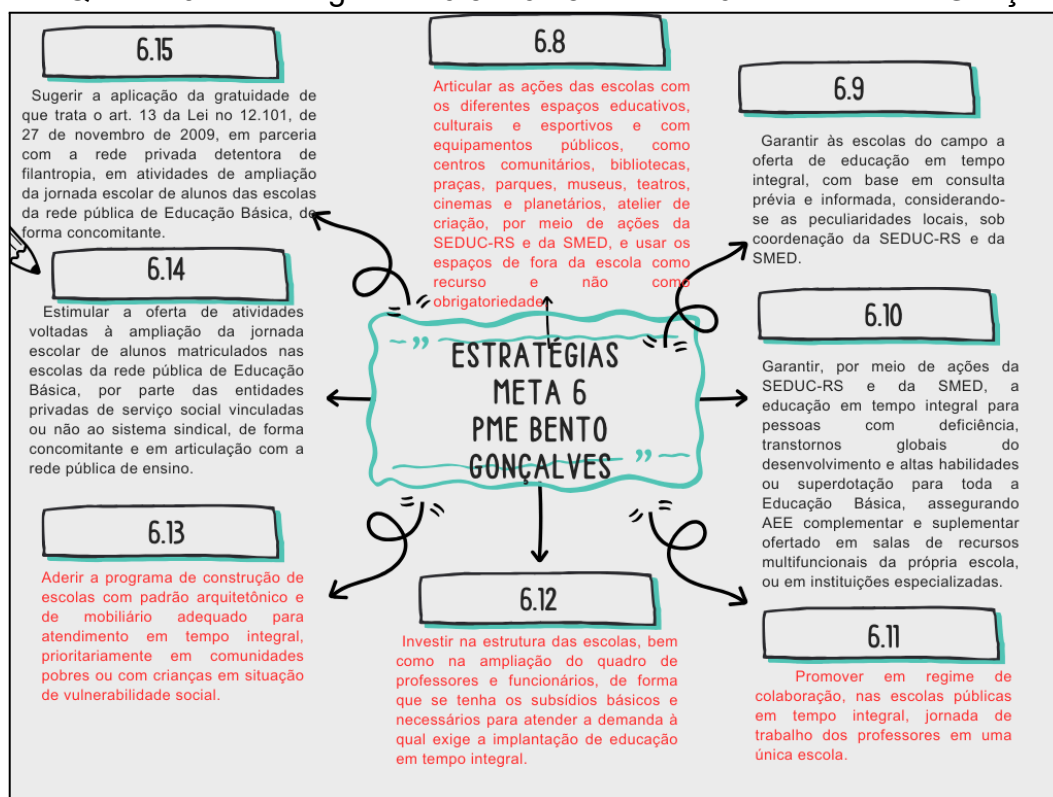 6.15
Sugerir a aplicação da gratuidade de
que trata o art. 13 da Lei no 12.101, de
27 de novembro de 2009, em parceria
com a rede privada detentora de
filantropia, em atividades de ampliação
da jornada escolar de alunos das escolas
da rede pública de Educação Básica, de
forma concomitante.
6.8
Articular as ações das escolas com
os diferentes espaços educativos,
culturais e esportivos e com
equipamentos públicos, como
centros comunitários, bibliotecas,
praças, parques, museus, teatros,
cinemas e planetários, atelier de
criação, por meio de ações da
SEDUC-RS e da SMED, e usar os
espaços de fora da escola como
recurso e não como
obrigatoriedade
6.9
Garantir às escolas do campo a
oferta de educação em tempo
integral, com base em consulta
prévia e informada, considerando-
se as peculiaridades locais, sob
coordenação da SEDUC-RS e da
SMED.
6.14
Estimular a oferta de atividades
voltadas à ampliação da jornada
escolar de alunos matriculados nas
escolas da rede pública de Educação
Básica, por parte das entidades
privadas de serviço social vinculadas
ou não ao sistema sindical, de forma
concomitante e em articulação com a
rede pública de ensino.
ESTRATÉGIAS
META 6
PME BENTO
GONÇALVES
6.10
Garantir, por meio de ações da
SEDUC-RS e da SMED, a
educação em tempo integral para
pessoas com deficiência,
transtornos globais do
desenvolvimento e altas habilidades
ou superdotação para toda a
Educação Básica, assegurando
AEE complementar e suplementar
ofertado em salas de recursos
multifuncionais da própria escola,
ou em instituições especializadas.
6.13
Aderir a programa de construção de
escolas com padrão arquitetônico e
de mobiliário adequado para
atendimento em tempo integral,
prioritariamente em comunidades
pobres ou com crianças em situação
de vulnerabilidade social.
6.12
Investir na estrutura das escolas, bem
como na ampliação do quadro de
professores e funcionários, de forma
que se tenha os subsídios básicos e
necessários para atender a demanda à
qual exige a implantação de educação
em tempo integral.
6.11
Promover em regime de
colaboração, nas escolas públicas
em tempo integral, jornada de
trabalho dos professores em uma
única escola.